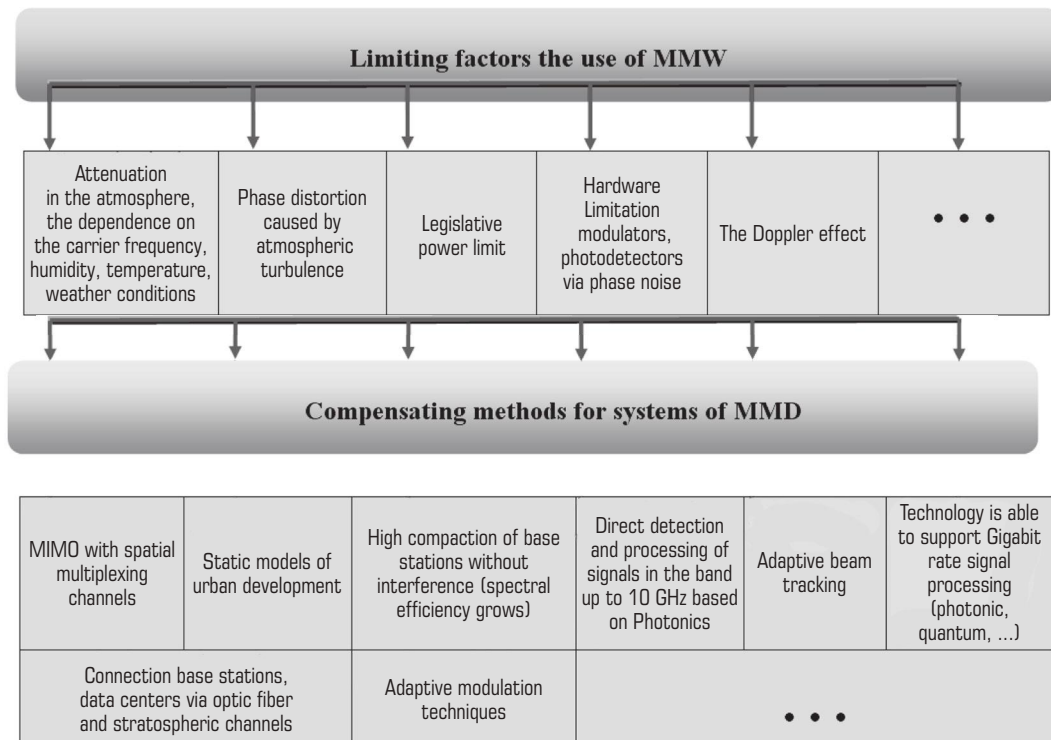 Limiting factors the use of MMW
Attenuation
in the atmosphere,
the dependence on
the carrier frequency,
humidity, temperature,
weather conditions
Phase distortion
caused by
atmospheric
turbulence
Legislative
power limit
Hardware
Limitation
modulators,
photodetectors
via phase noise
The Doppler effect
• • •
Compensating methods for systems of MMD
MIMO with spatial
multiplexing
channels
Static models of
urban development
High compaction of base
stations without
interference (spectral
efficiency grows)
Direct detection
and processing of
signals in the band
up to 10 GHz based
on Photonics
Adaptive beam
tracking
Technology is able
to support Gigabit
rate signal
processing
(photonic,
quantum, ...)
Connection base stations,
data centers via optic fiber
and stratospheric channels
Adaptive modulation
techniques
• • •